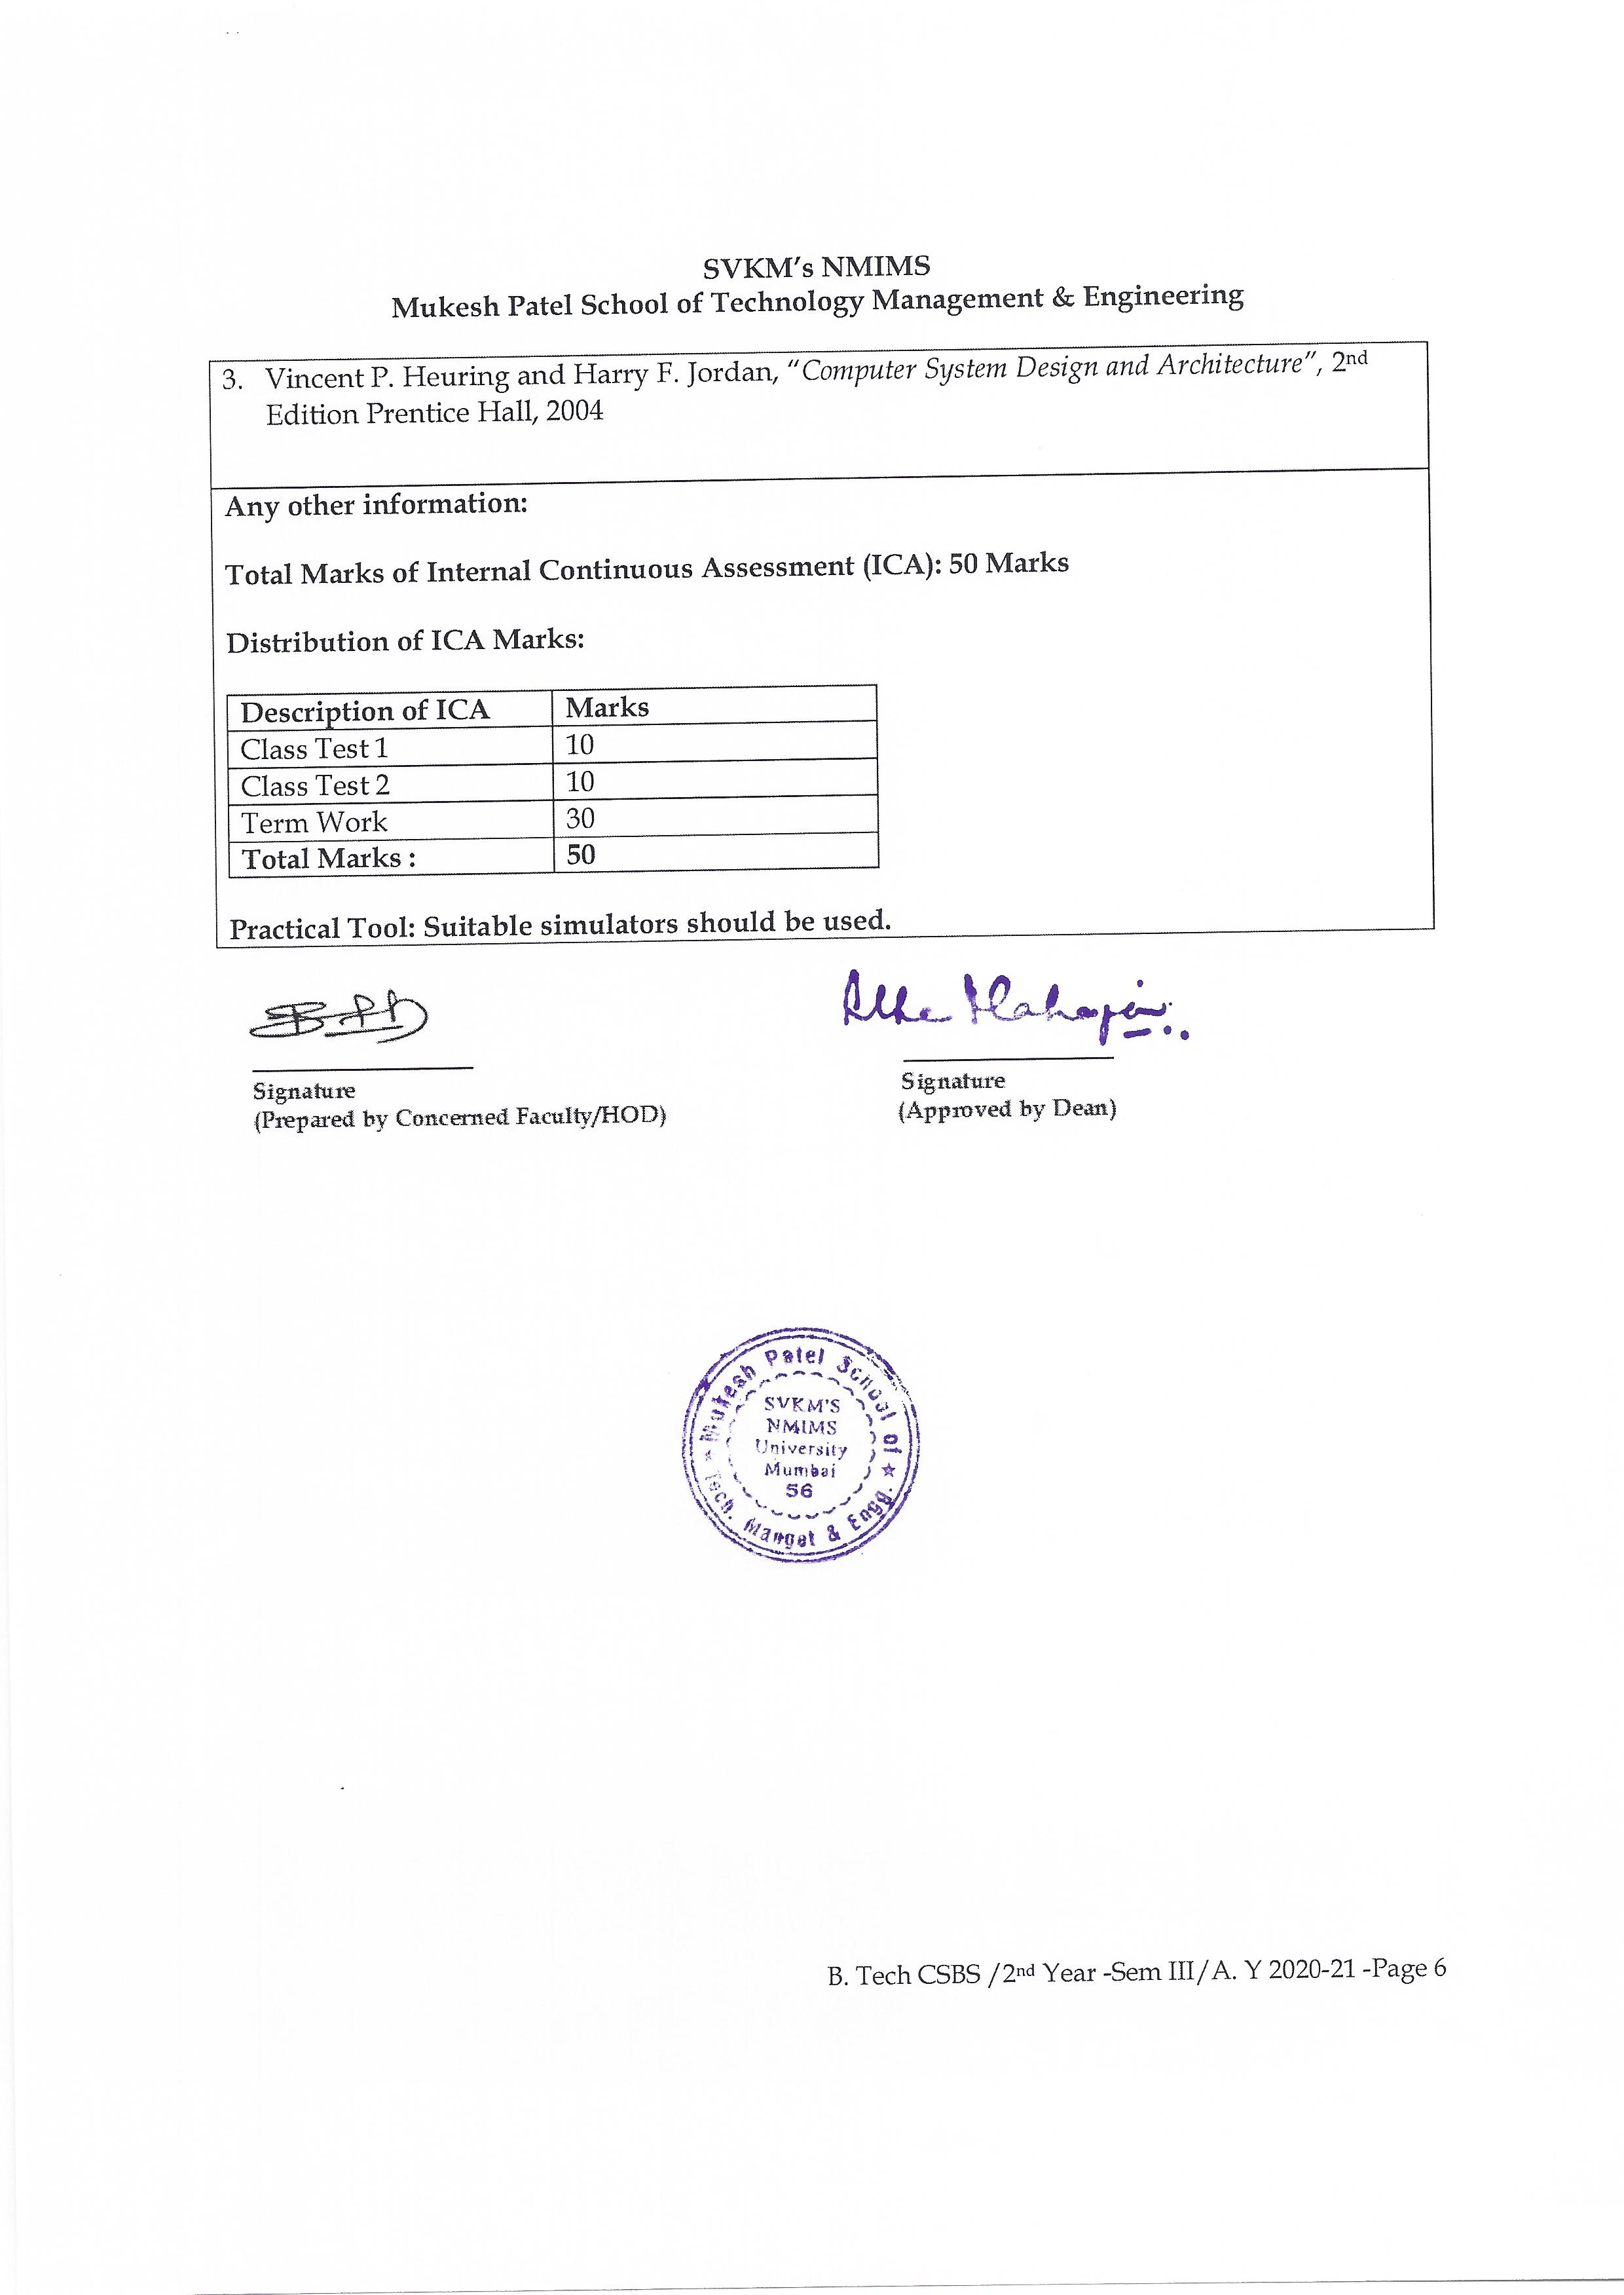 SVKM's NMIMS
Mukesh Patel School of Technology Management & Engineering
3. Vincent P. Heuring and Harry F. Jordan, "Computer System Design and Architecture", 2nd
Edition Prentice Hall, 2004
Any other information:
Total Marks of Internal Continuous Assessment (ICA): 50 Marks
Distribution of ICA Marks:
Description of ICA Marks
Class Test 1 10
Class Test 2 10
Term Work 30
Total Marks : 50
Practical Tool: Suitable simulators should be used.
Signature
(Prepared by Concerned Faculty/HOD)
Signature
(Approved by Dean)
Mukesh Patel School of
Tech. Manget & Engg.
SVKM'S
NMIMS
University
Mumbai
56
B. Tech CSBS /2nd Year -Sem III/A. Y 2020-21 -Page 6